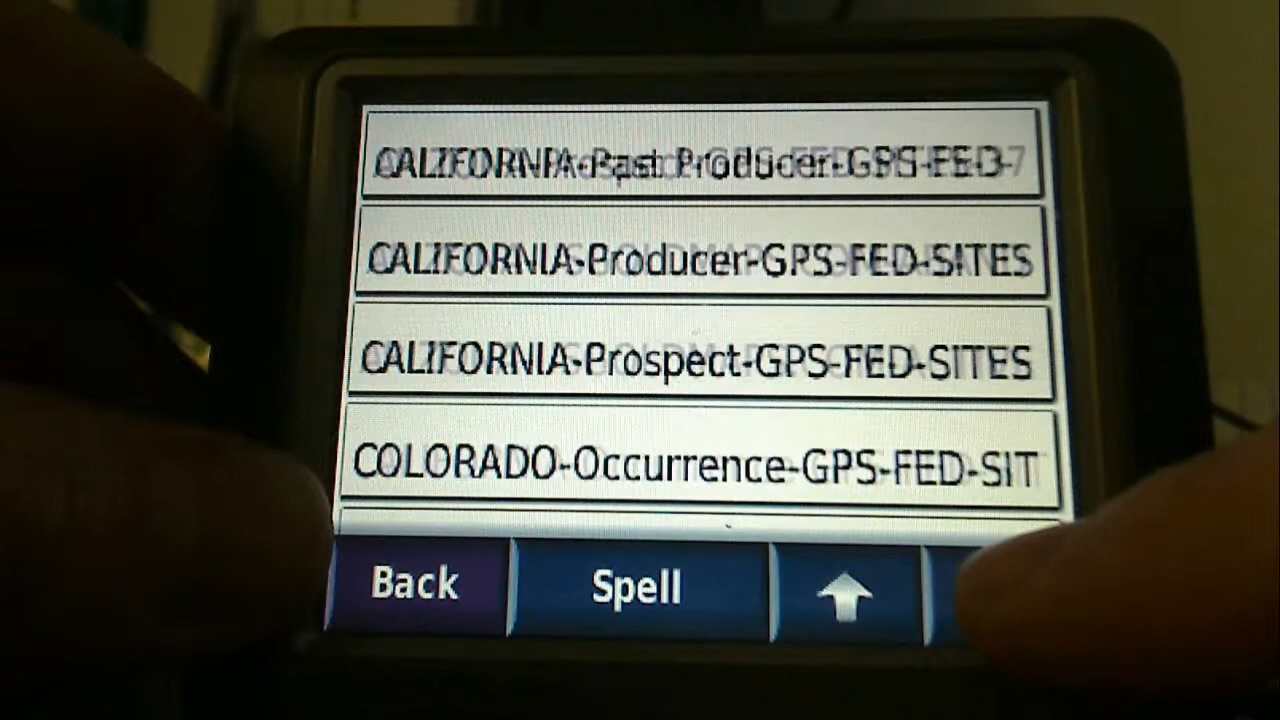 CALIFORNIA-Past Producer-GPS-FED-
CALIFORNIA-Producer-GPS-FED-SITES
CALIFORNIA-Prospect-GPS-FED-SITES
COLORADO-Occurrence-GPS-FED-SIT
Back
Spell